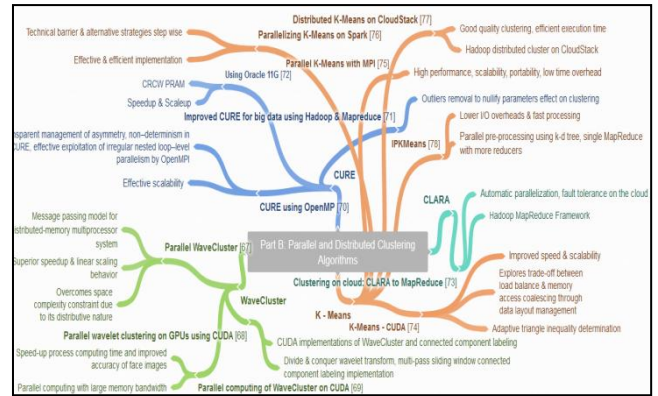 Distributed K-Means on CloudStack [77]
Technical barrier & alternative strategies step wise
Parallelizing K-Means on Spark [76]
Good quality clustering, efficient execution time
Hadoop distributed cluster on CloudStack
Effective & efficient implementation
Parallel K-Means with MPI [75]
High performance, scalability, portability, low time overhead
Using Oracle 11G [72]
CRCW PRAM
Speedup & Scaleup
Outliers removal to nullify parameters effect on clustering
Improved CURE for big data using Hadoop & Mapreduce [71]
Lower I/O overheads & fast processing
IPKMeans [78]
Parallel pre-processing using k-d tree, single MapReduce
with more reducers
nsparent management of asymmetry, non-determinism in
CURE, effective exploitation of irregular nested loop-level
parallelism by OpenMPI
CURE
Effective scalability
CURE using OpenMP [70]
CLARA
Automatic parallelization, fault tolerance on the cloud
Hadoop MapReduce Framework
Message passing model for
distributed-memory multiprocessor
system
Parallel WaveCluster [67]
Part B. Parallel and Distributed Clustering
Algorithms
Superior speedup & linear scaling
behavior
Clustering on cloud: CLARA to MapReduce [73]
Improved speed & scalability
Explores trade-off between
load balance & memory
access coalescing through
data layout management
Overcomes space
complexity constraint due
to its distributive nature
WaveCluster
K - Means
K-Means - CUDA [74]
Adaptive triangle inequality determination
Parallel wavelet clustering on GPUs using CUDA [68]
CUDA implementations of WaveCluster and connected component labeling
Speed-up process computing time and improved
accuracy of face images
Divide & conquer wavelet transform, multi-pass sliding window connected
component labeling implementation
Parallel computing with large memory bandwidth
Parallel computing of WaveCluster on CUDA [69]